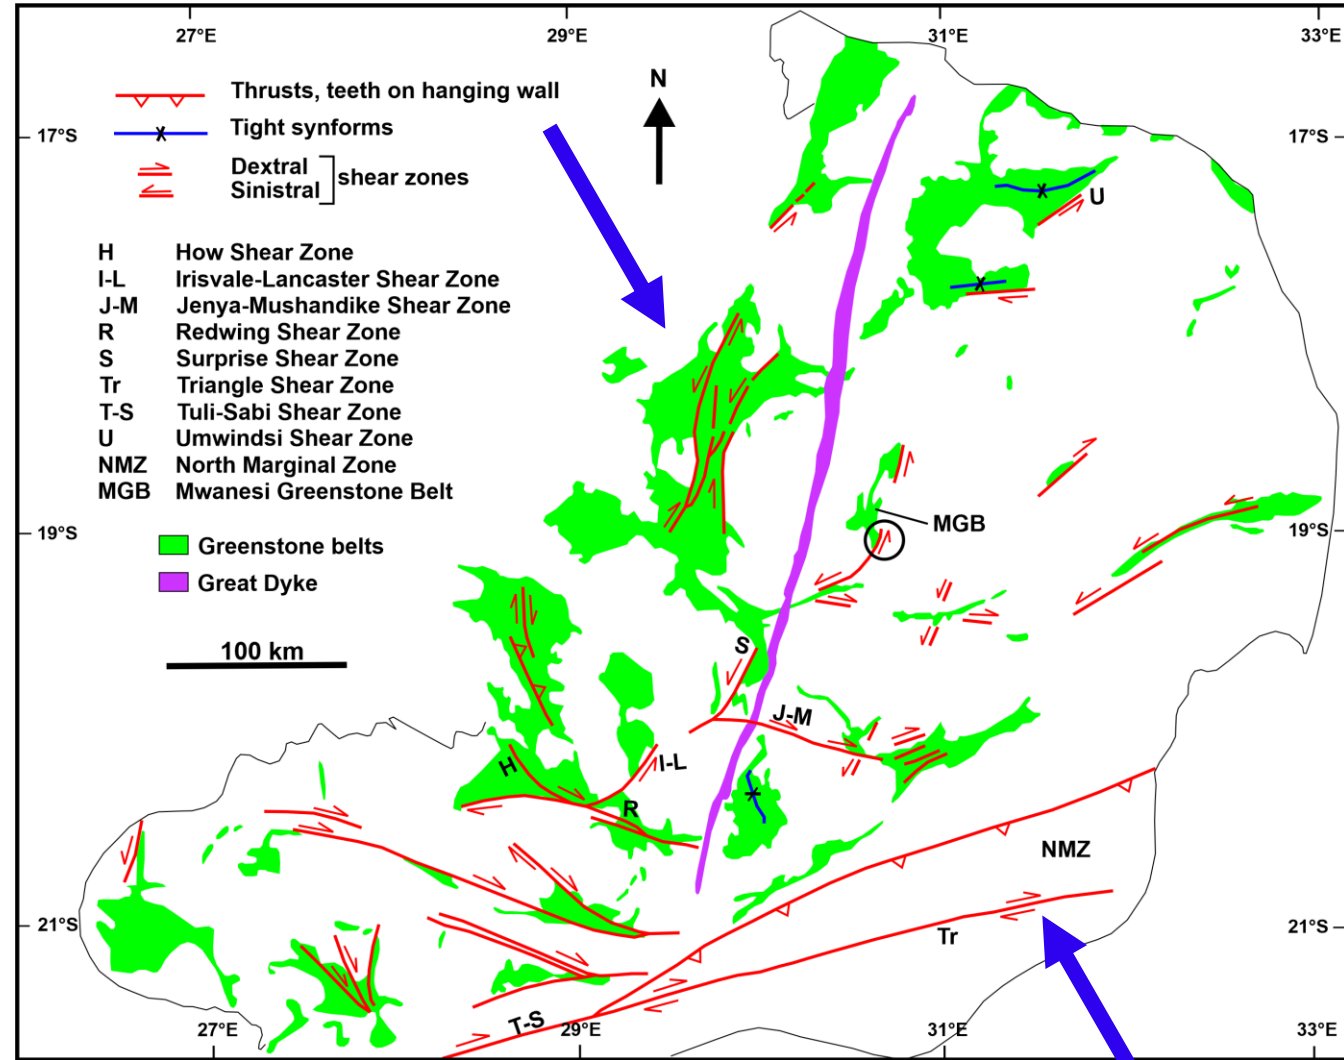 27°E 29°E 31°E 33°E
Thrusts, teeth on hanging wall
N
17°S 17°S
Tight synforms
Dextral
Sinistral
shear zones
U
H How Shear Zone
I-L Irisvale-Lancaster Shear Zone
J-M Jenya-Mushandike Shear Zone
R Redwing Shear Zone
S Surprise Shear Zone
Tr Triangle Shear Zone
T-S Tuli-Sabi Shear Zone
U Umwindsi Shear Zone
NMZ North Marginal Zone
MGB Mwanesi Greenstone Belt
MGB
19°S 19°S
Greenstone belts
Great Dyke
100 km
S
J-M
H
I-L
R
NMZ
21°S 21°S
Tr
T-S
27°E 29°E 31°E 33°E